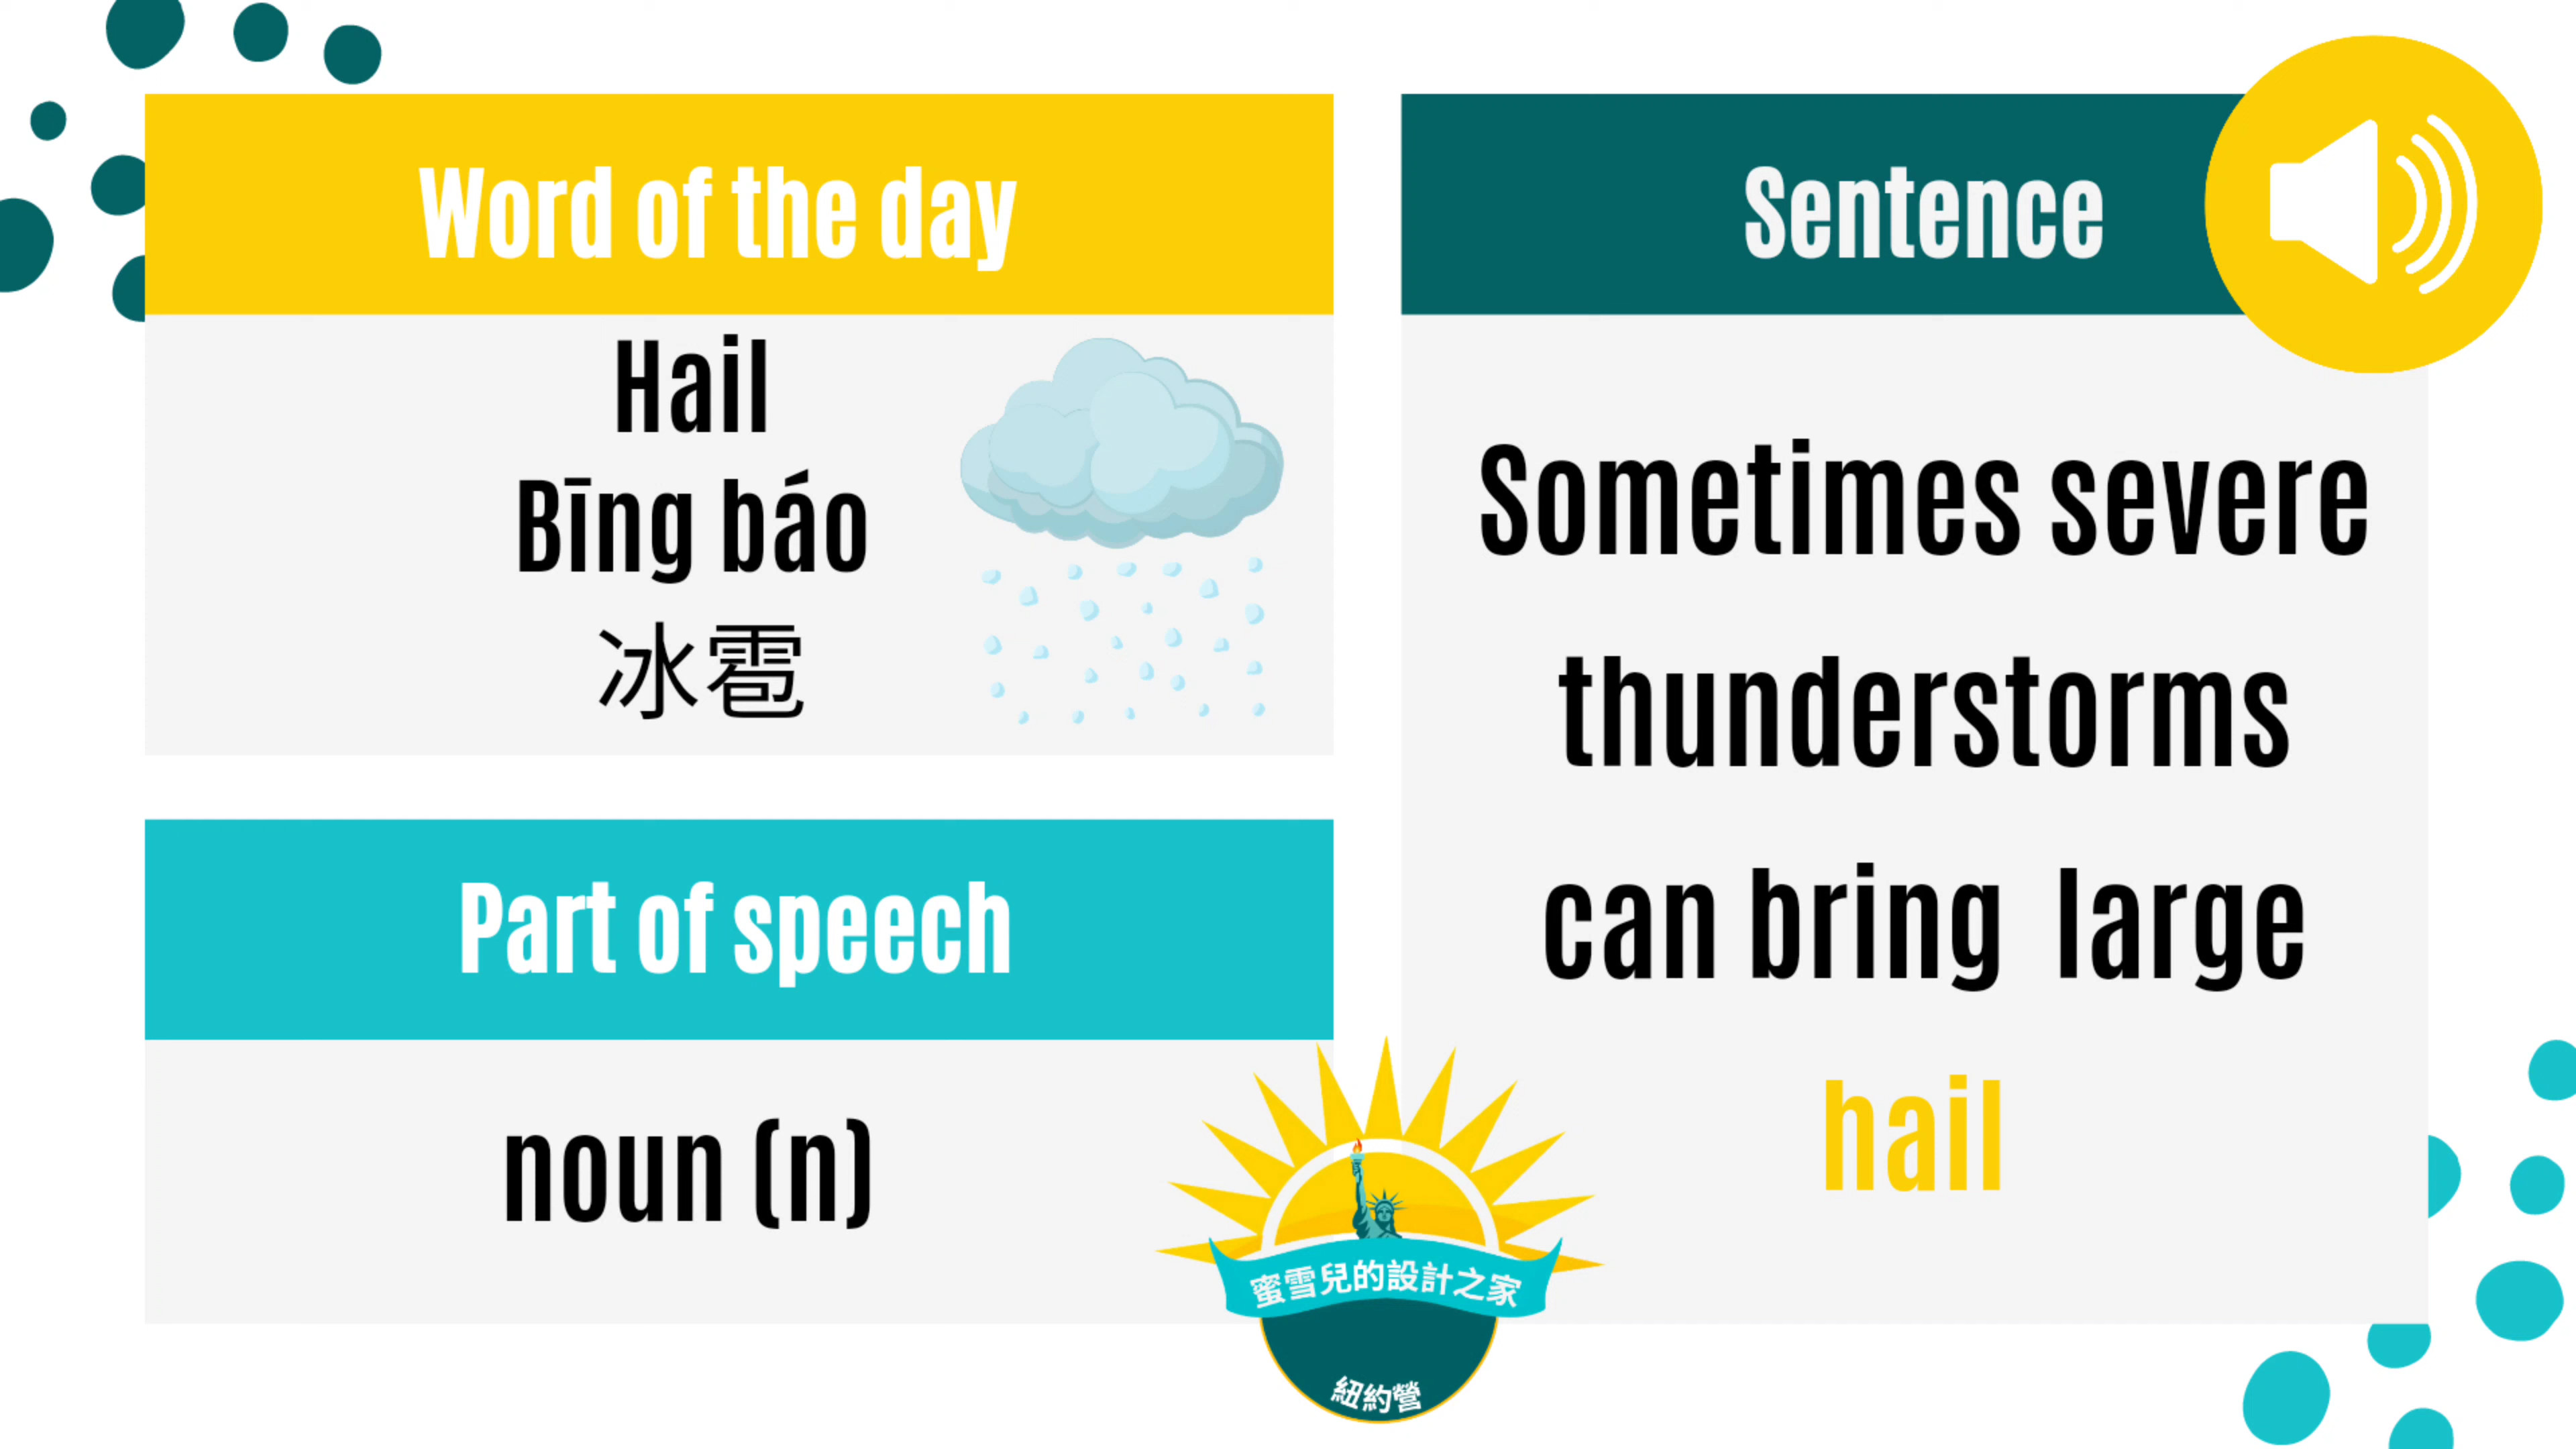 Word of the day
Hail
Bīng báo
冰雹
Part of speech
noun (n)
Sentence
Sometimes severe
thunderstorms
can bring  large
hail
蜜雪兒的設計之家
紐約營